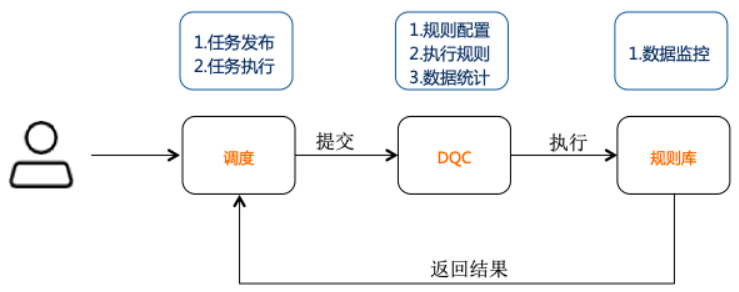 1.任务发布
2.任务执行
1.规则配置
2.执行规则
3.数据统计
1.数据监控
调度
提交
DQC
执行
规则库
返回结果